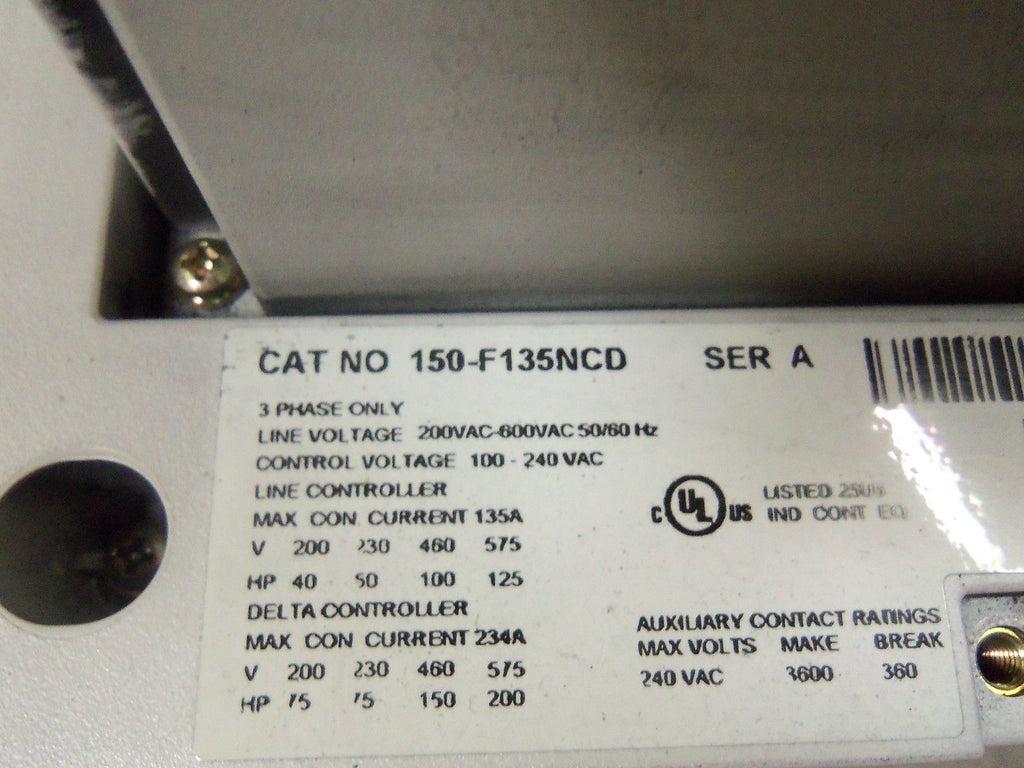 CAT NO 150-F135NCD SER A
3 PHASE ONLY
LINE VOLTAGE 200VAC-600VAC 50/60 Hz
CONTROL VOLTAGE 100 - 240 VAC
LINE CONTROLLER
MAX CON CURRENT 135A
V 200 230 460 575
HP 40 50 100 125
DELTA CONTROLLER
MAX CON CURRENT 234A
V 200 230 460 575
HP 75 75 150 200
C UL US
LISTED
IND CONT EQ
AUXILIARY CONTACT RATINGS
MAX VOLTS MAKE BREAK
240 VAC 3600 360